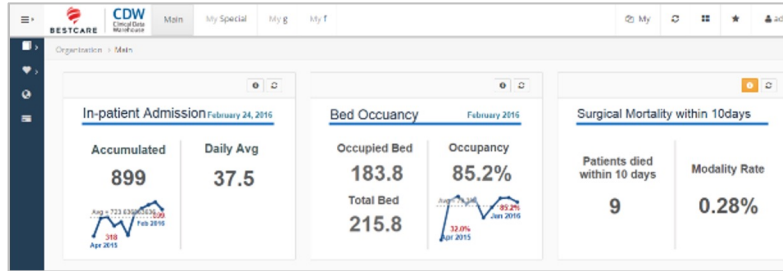 BESTCARE
CDW
Clinical Data
Warehouse
Main My Special My g My f
My
ad
Organization > Main
In-patient Admission February 24, 2016
Accumulated Daily Avg
899 37.5
318
Apr 2015
Feb 2016
Bed Occuancy February 2016
Occupied Bed Occupancy
183.8 85.2%
Total Bed
215.8
32.0%
Apr 2015
85.2%
Jan 2016
Surgical Mortality within 10days
Patients died
within 10 days
Modality Rate
9 0.28%